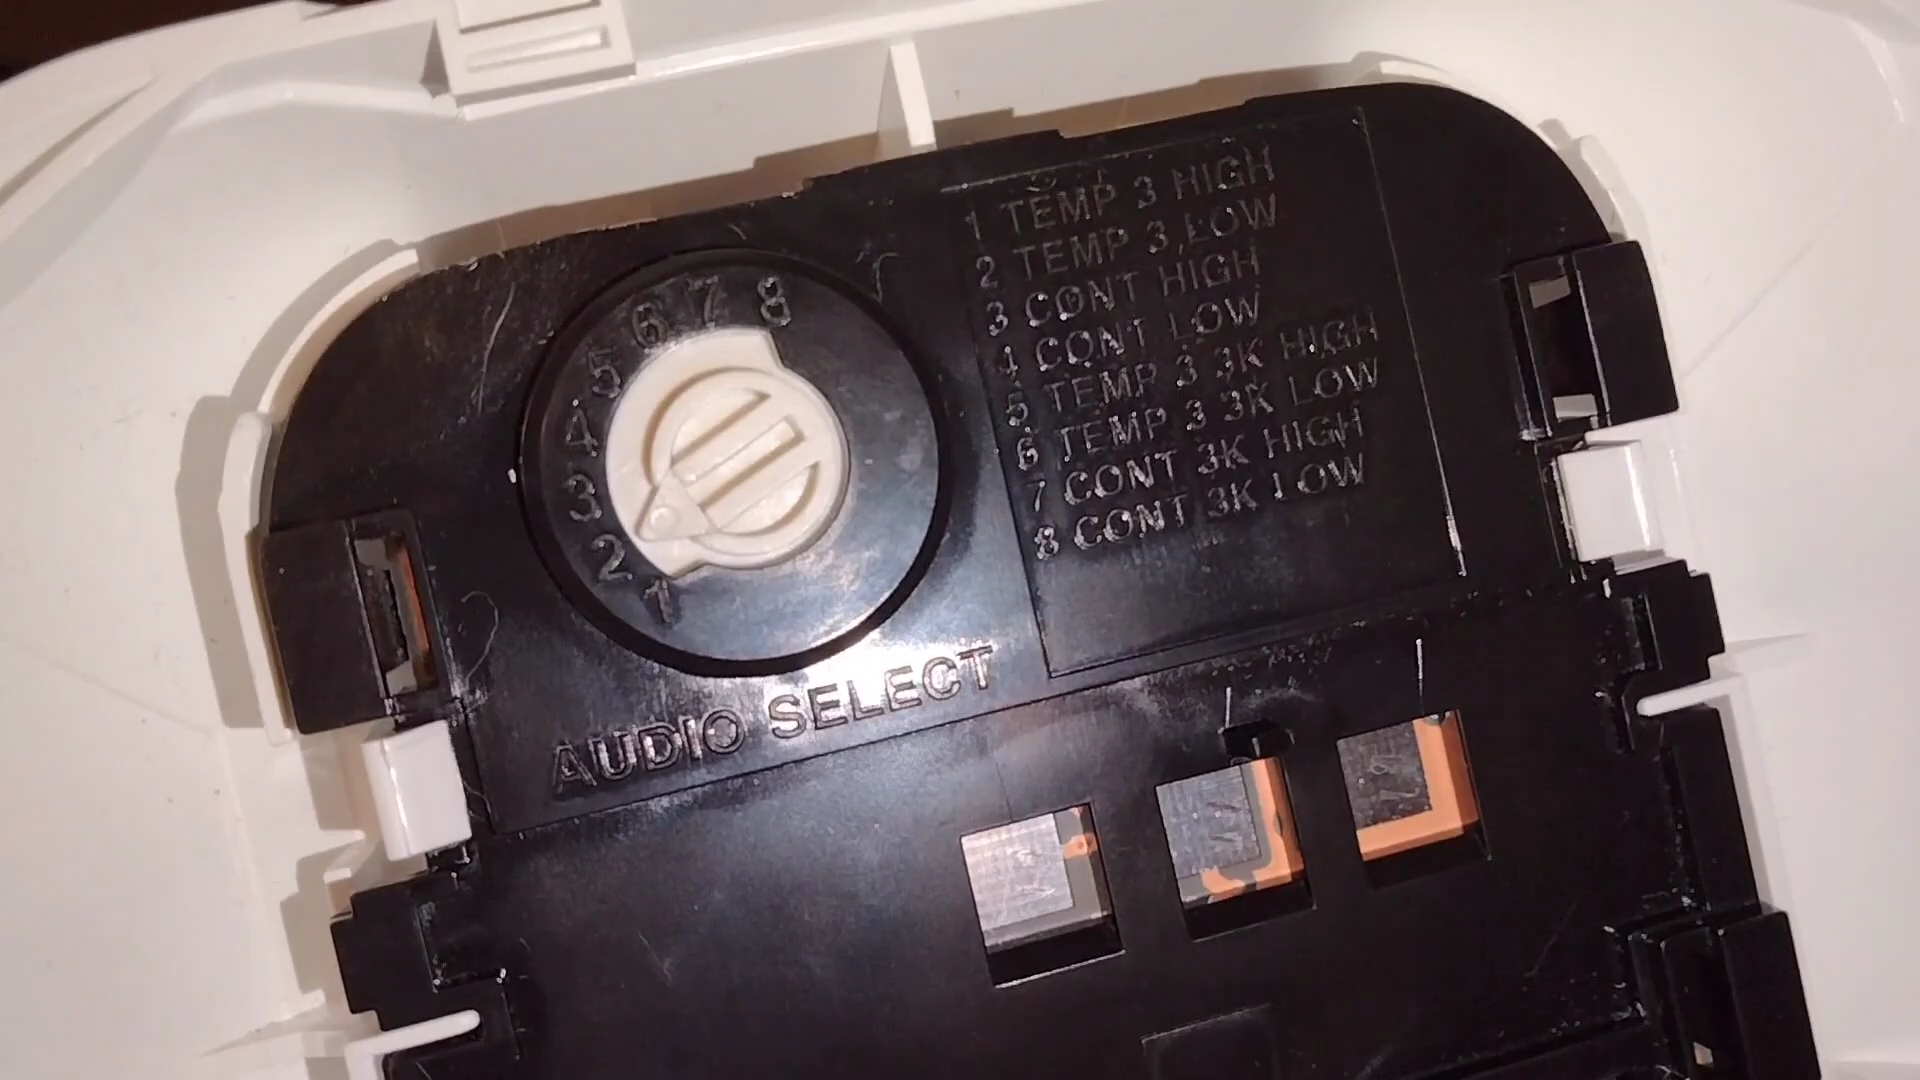 1 TEMP 3 HIGH
2 TEMP 3 LOW
3 CONT HIGH
4 CONT LOW
5 TEMP 3 3K HIGH
6 TEMP 3 3K LOW
7 CONT 3K HIGH
8 CONT 3K LOW
1 2 3 4 5 6 7 8
AUDIO SELECT